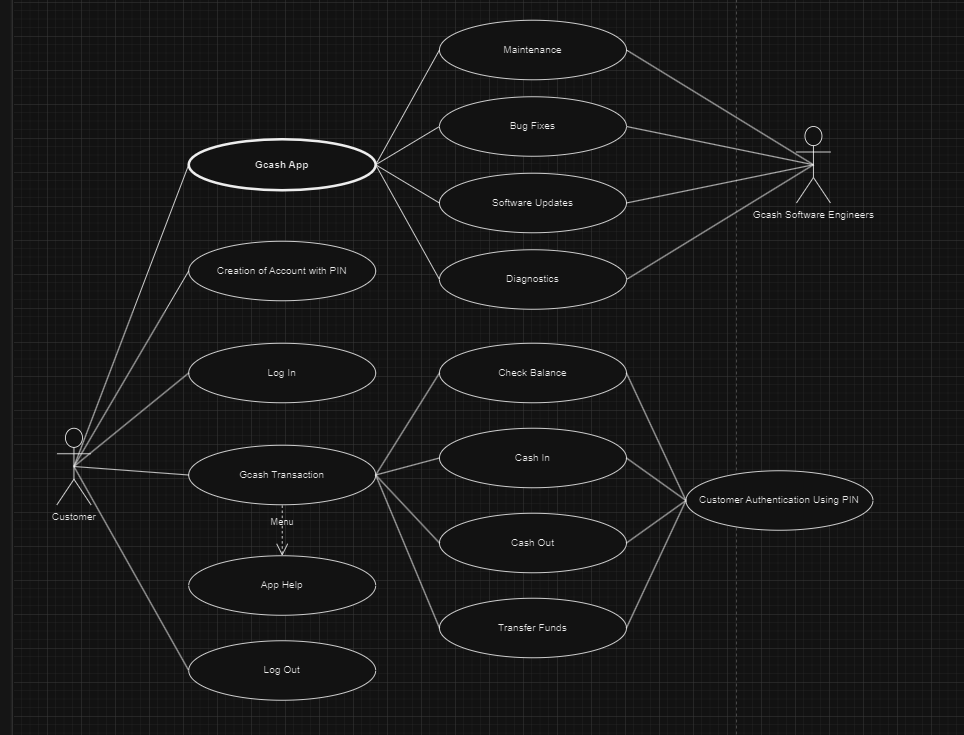 Maintenance
Bug Fixes
Gcash App
Software Updates
Gcash Software Engineers
Creation of Account with PIN
Diagnostics
Log In
Check Balance
Cash In
Gcash Transaction
Customer Authentication Using PIN
Customer
Menu
Cash Out
App Help
Transfer Funds
Log Out